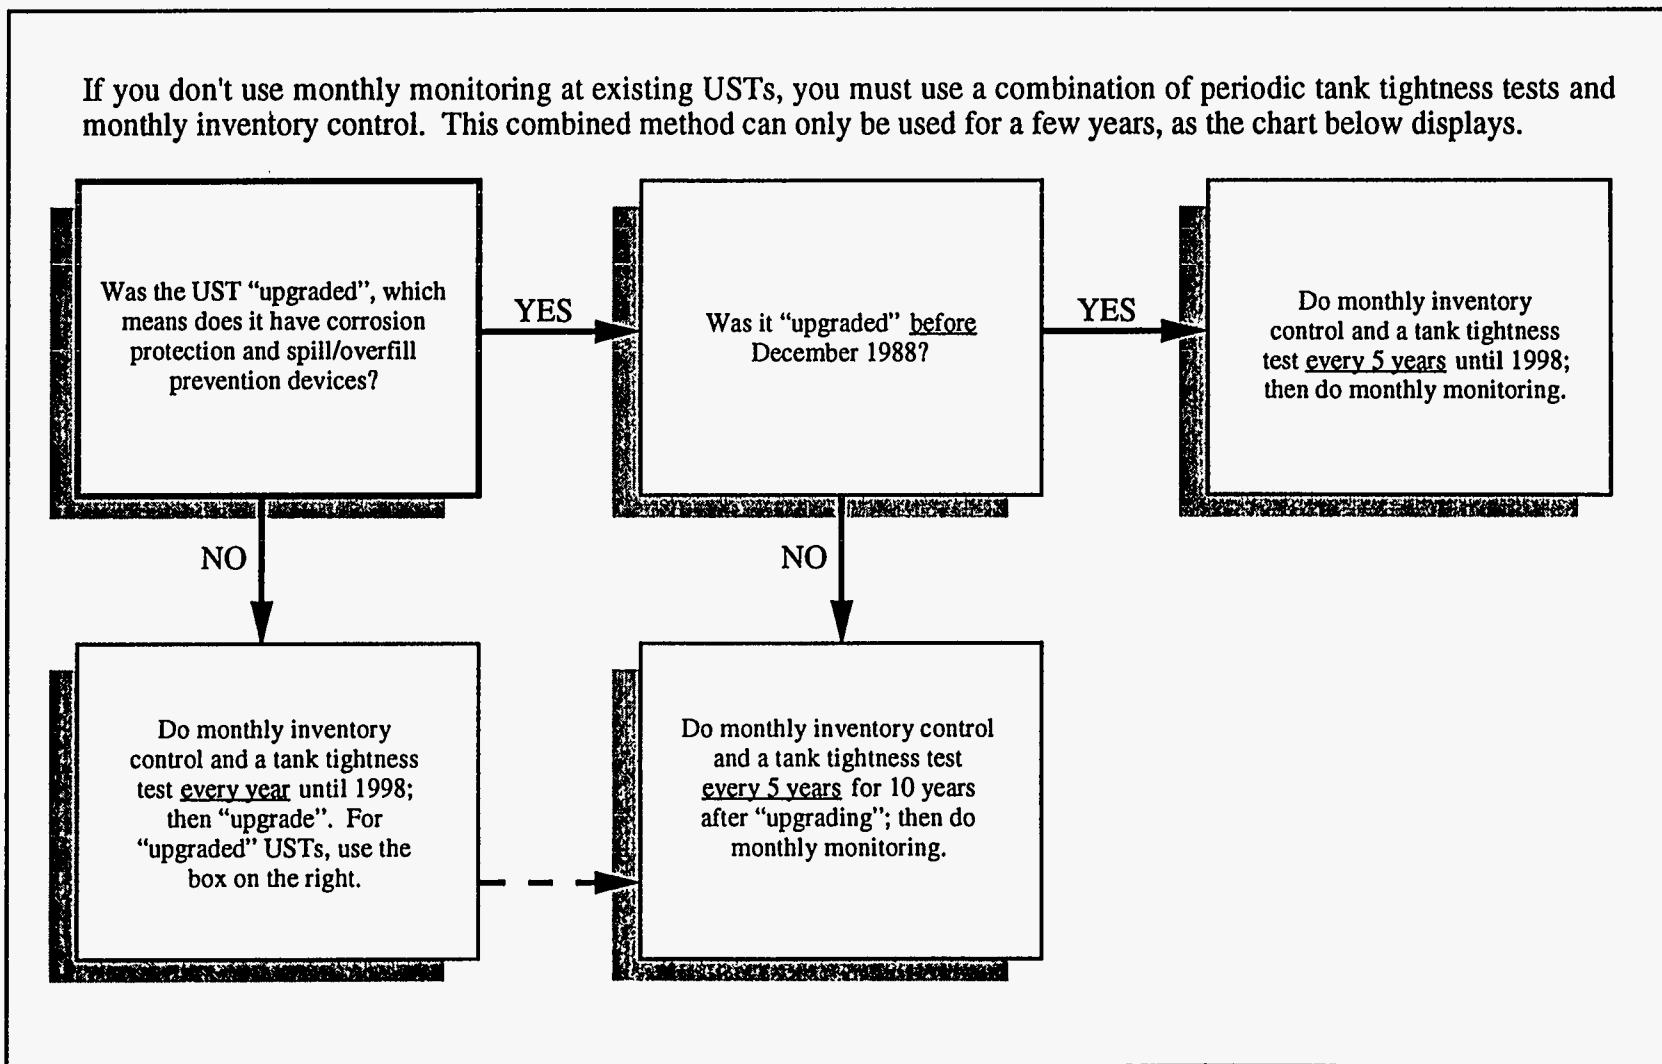 If you don't use monthly monitoring at existing USTs, you must use a combination of periodic tank tightness tests and
monthly inventory control. This combined method can only be used for a few years, as the chart below displays.
Was the UST “upgraded”, which
means does it have corrosion
protection and spill/overfill
prevention devices?
YES
Was it “upgraded” before
December 1988?
YES
Do monthly inventory
control and a tank tightness
test every 5 years until 1998;
then do monthly monitoring.
NO
NO
Do monthly inventory
control and a tank tightness
test every year until 1998;
then “upgrade”. For
“upgraded” USTs, use the
box on the right.
Do monthly inventory control
and a tank tightness test
every 5 years for 10 years
after “upgrading”; then do
monthly monitoring.